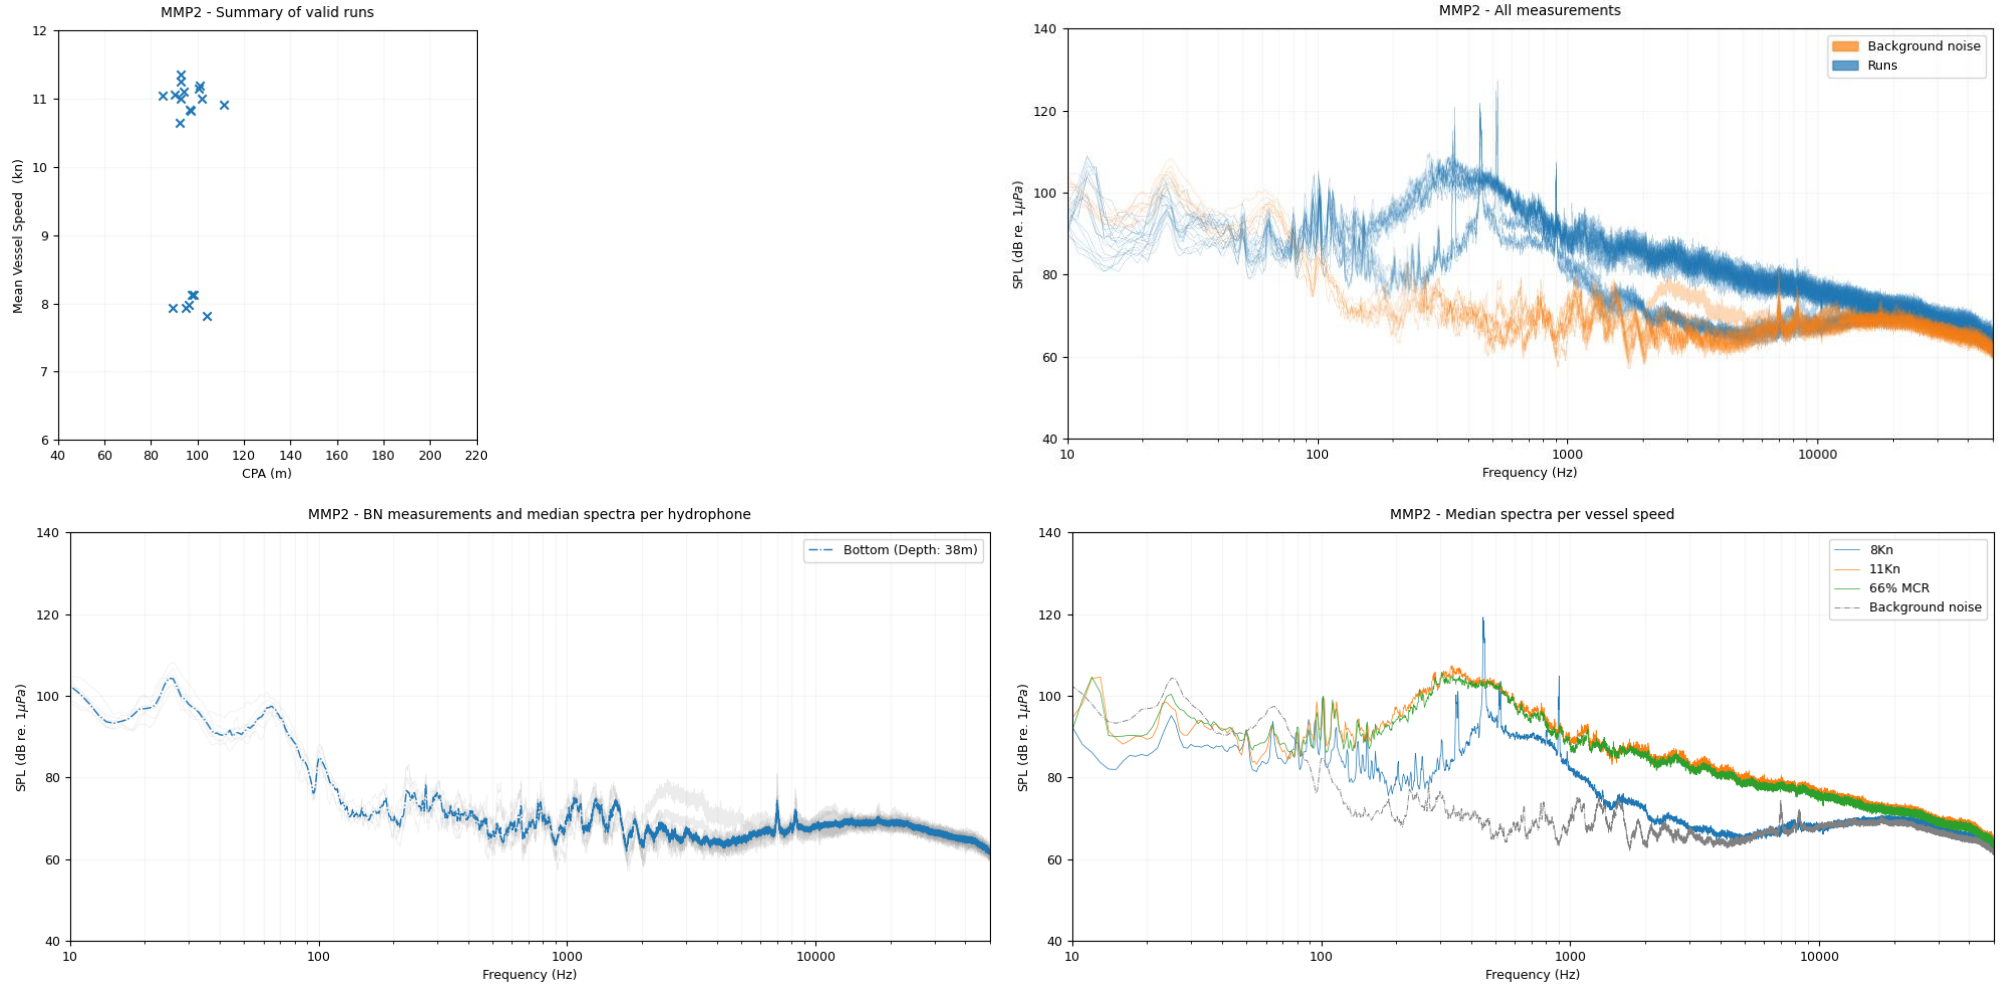 MMP2 - Summary of valid runs
12
11
10
9
8
7
6
Mean Vessel Speed (kn)
40 60 80 100 120 140 160 180 200 220
CPA (m)
MMP2 - All measurements
140
120
100
80
60
40
SPL (dB re. 1μPa)
Background noise
Runs
10 100 1000 10000
Frequency (Hz)
MMP2 - BN measurements and median spectra per hydrophone
140
120
100
80
60
40
SPL (dB re. 1μPa)
Bottom (Depth: 38m)
10 100 1000 10000
Frequency (Hz)
MMP2 - Median spectra per vessel speed
140
120
100
80
60
40
SPL (dB re. 1μPa)
8Kn
11Kn
66% MCR
Background noise
10 100 1000 10000
Frequency (Hz)